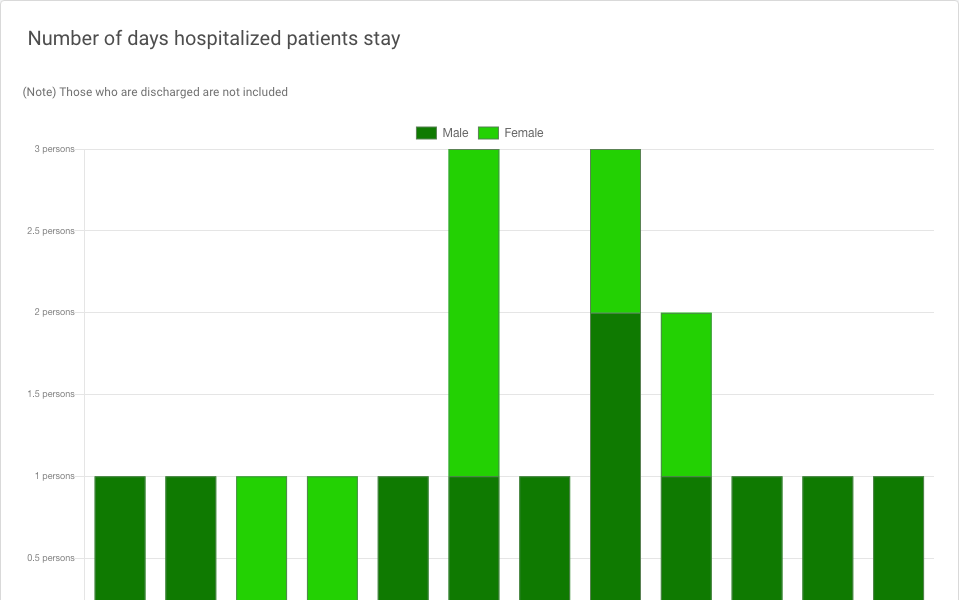 Number of days hospitalized patients stay
(Note) Those who are discharged are not included
Male Female
3 persons
2.5 persons
2 persons
1.5 persons
1 persons
0.5 persons